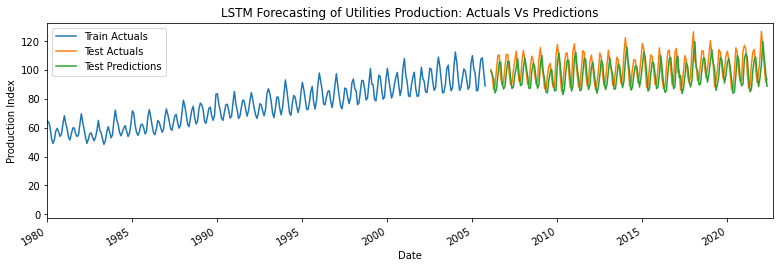 LSTM Forecasting of Utilities Production: Actuals Vs Predictions
Train Actuals
Test Actuals
Test Predictions
Production Index
120
100
80
60
40
20
0
1980
1985
1990
1995
2000
2005
2010
2015
2020
Date